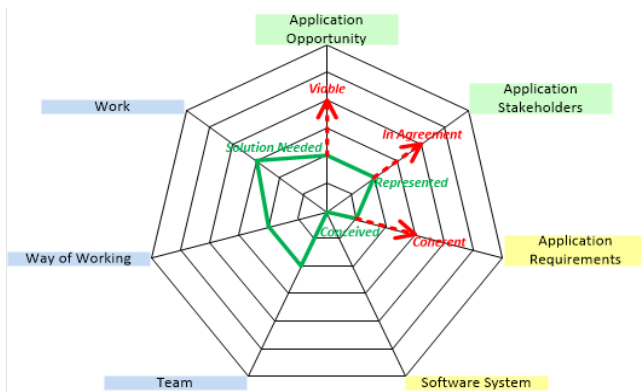 Application
Opportunity
Work
Application
Stakeholders
Viable
In Agreement
Solution Needed
Represented
Conceived
Coherent
Way of Working
Application
Requirements
Team
Software System